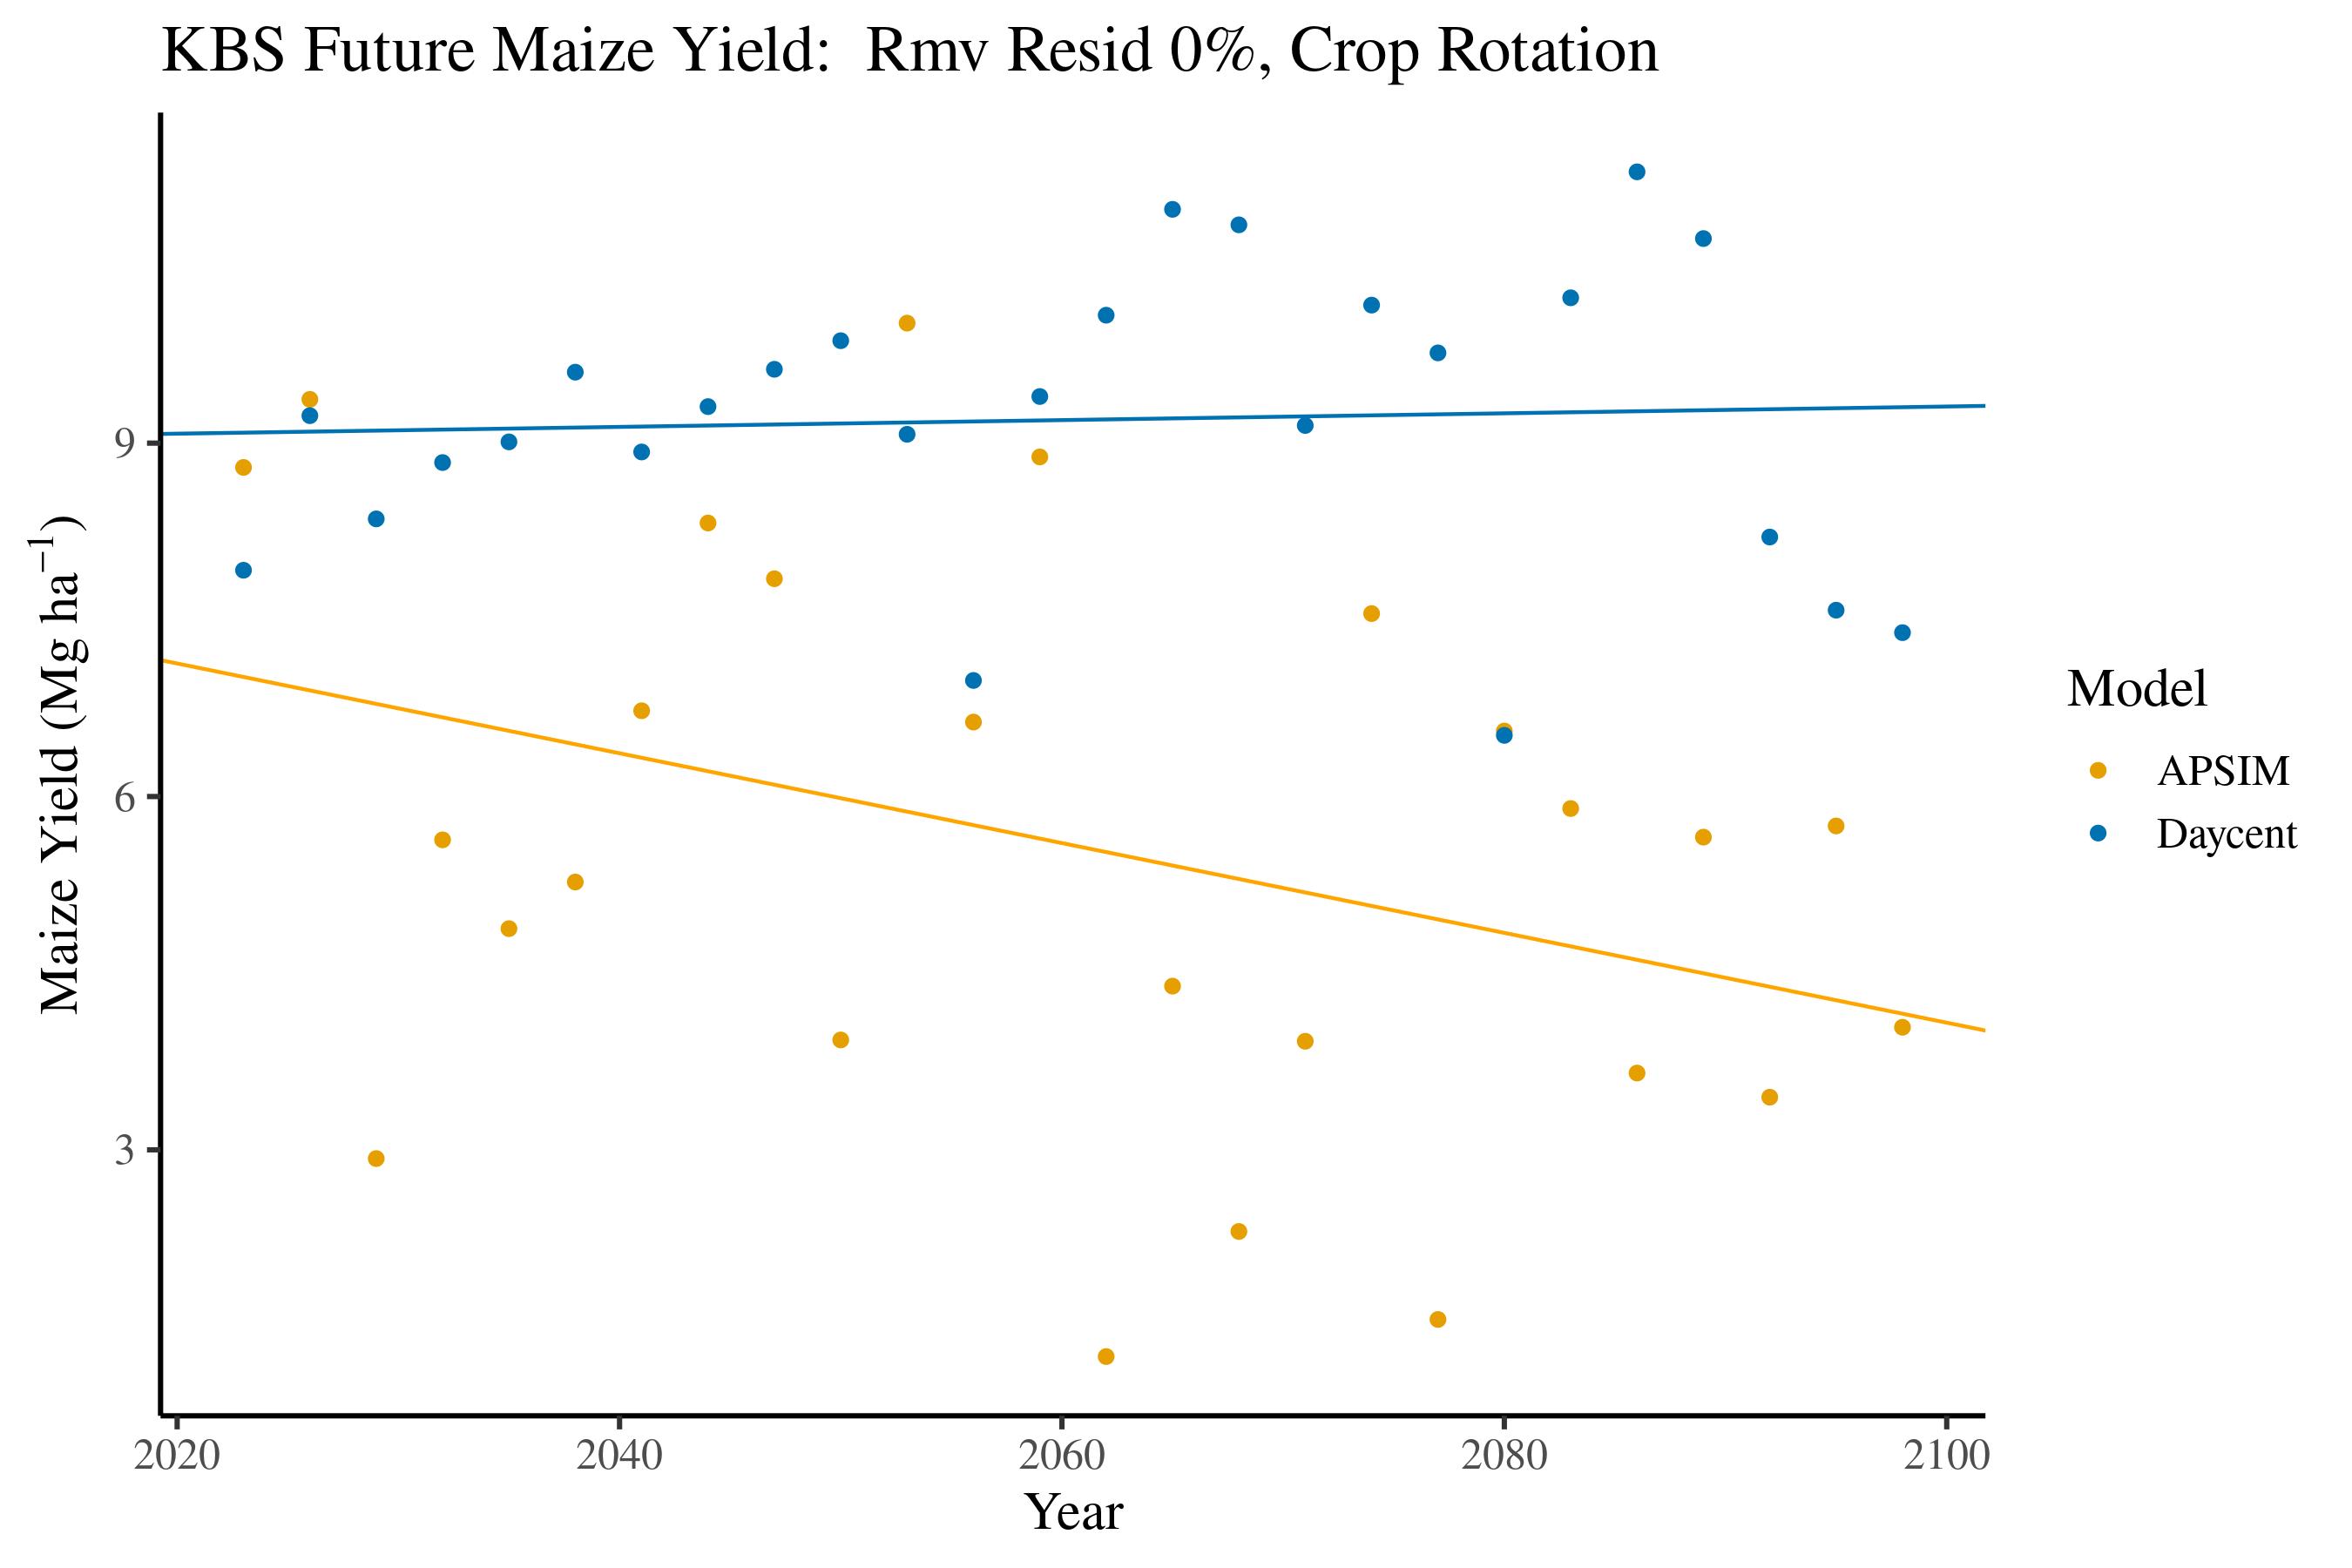 KBS Future Maize Yield:  Rmv Resid 0%, Crop Rotation
Maize Yield (Mg ha⁻¹)
9
6
3
2020
2040
2060
2080
2100
Year
Model
APSIM
Daycent